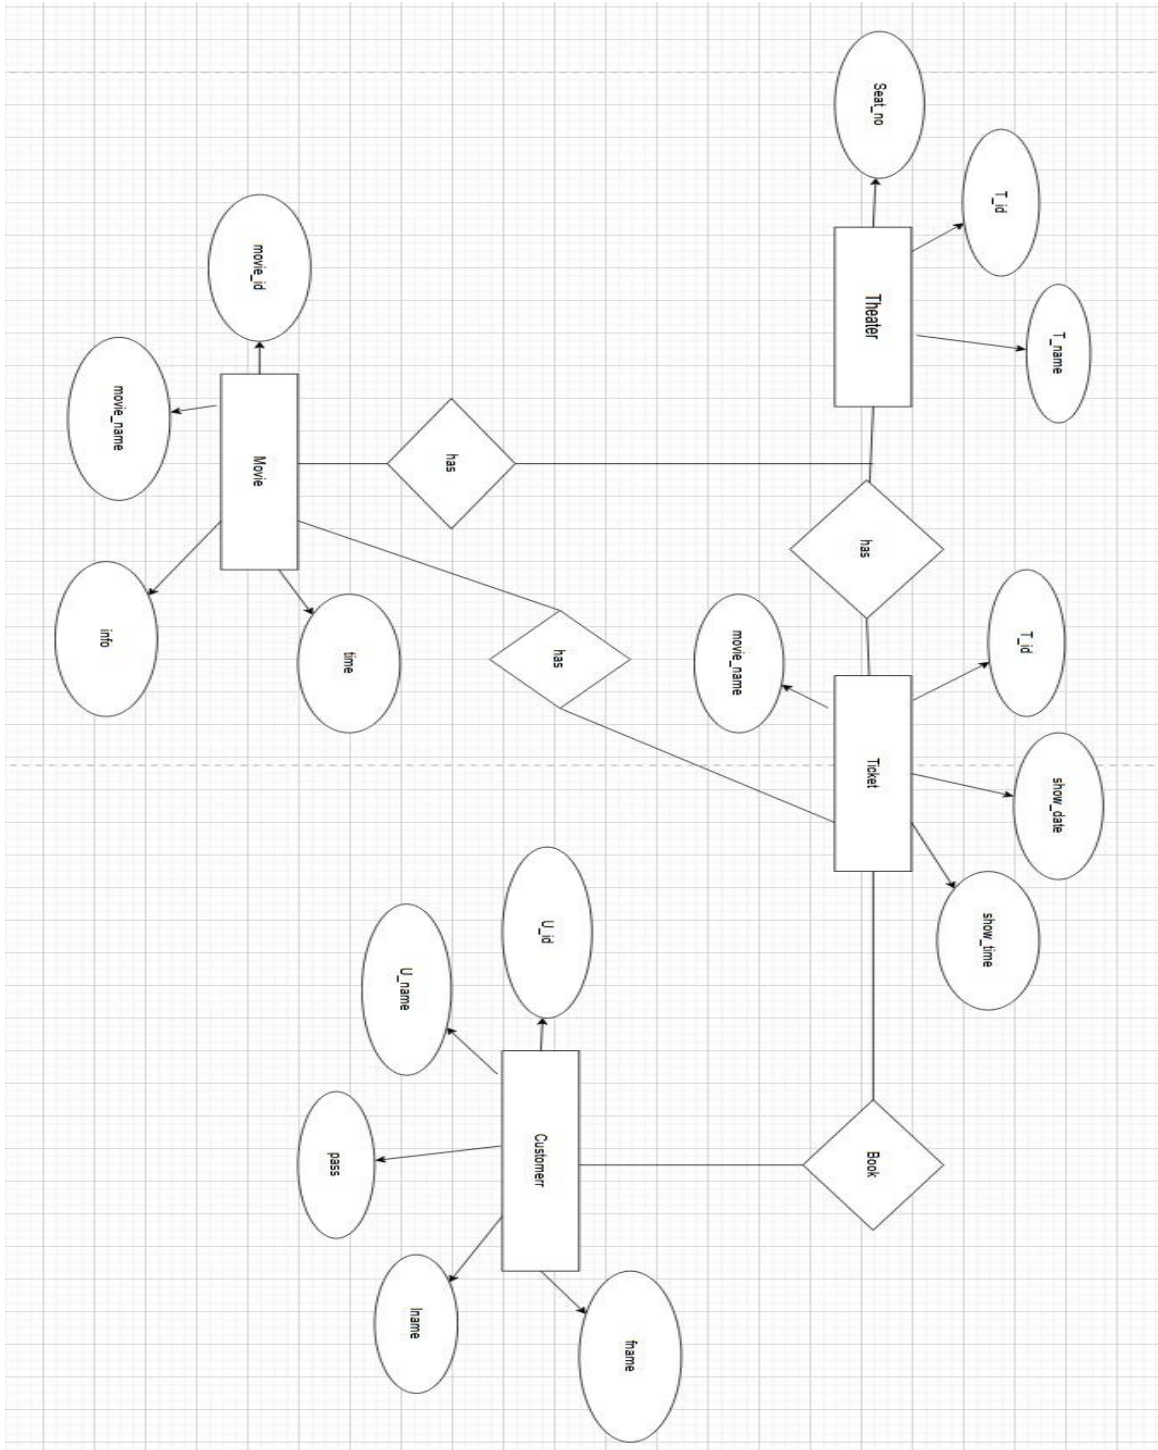 T_name
show_date
T_id
T_id
show_time
Seat_no
Theater
has
Ticket
Book
movie_name
fname
has
U_id
Customerr
has
U_name
lname
time
pass
movie_id
Movie
movie_name
info